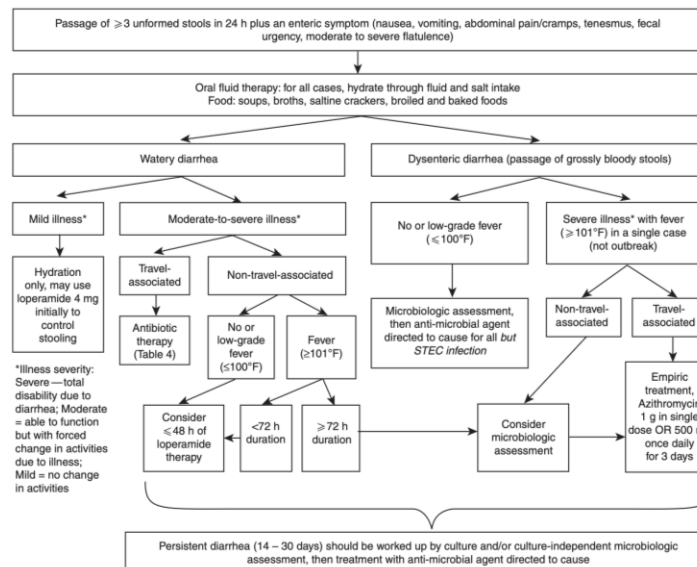 Passage of ⩾3 unformed stools in 24 h plus an enteric symptom (nausea, vomiting, abdominal pain/cramps, tenesmus, fecal
urgency, moderate to severe flatulence)
Oral fluid therapy: for all cases, hydrate through fluid and salt intake
Food: soups, broths, saltine crackers, broiled and baked foods
Watery diarrhea
Dysenteric diarrhea (passage of grossly bloody stools)
Mild illness*
Moderate-to-severe illness*
No or low-grade fever
(⩽100°F)
Severe illness* with fever
(⩾101°F) in a single case
(not outbreak)
Hydration
only, may use
loperamide 4 mg
initially to
control
stooling
Travel-
associated
Non-travel-associated
Antibiotic
therapy
(Table 4)
No or
low-grade
fever
(≤100°F)
Fever
(≥101°F)
Microbiologic assessment,
then anti-microbial agent
directed to cause for all but
STEC infection
Non-travel-
associated
Travel-
associated
*Illness severity:
Severe—total
disability due to
diarrhea; Moderate
= able to function
but with forced
change in activities
due to illness;
Mild = no change
in activities
Consider
⩽48 h of
loperamide
therapy
<72 h
duration
⩾72 h
duration
Consider
microbiologic
assessment
Empiric
treatment,
Azithromycin
1 g in single
dose OR 500
once daily
for 3 days
Persistent diarrhea (14 – 30 days) should be worked up by culture and/or culture-independent microbiologic
assessment, then treatment with anti-microbial agent directed to cause